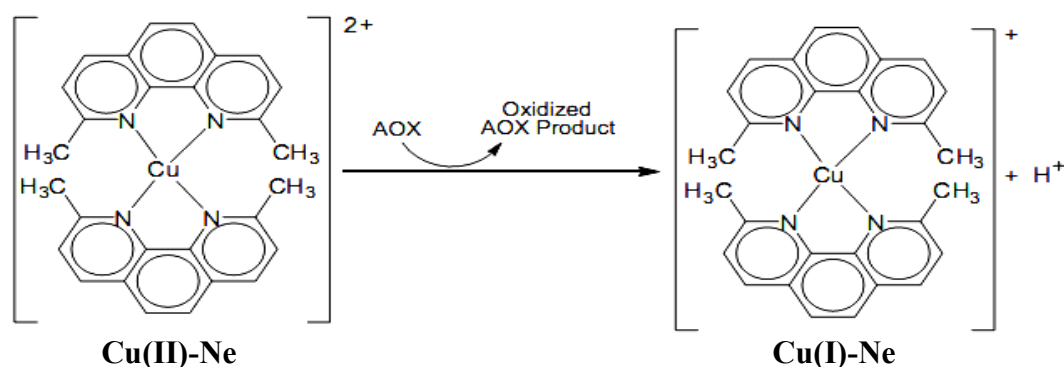 2+
N
N
CH3
H3C
Cu
H3C
CH3
N
N
Cu(II)-Ne
AOX
Oxidized
AOX Product
+
N
N
H3C
CH3
Cu
H3C
CH3
N
N
+ H+
Cu(I)-Ne